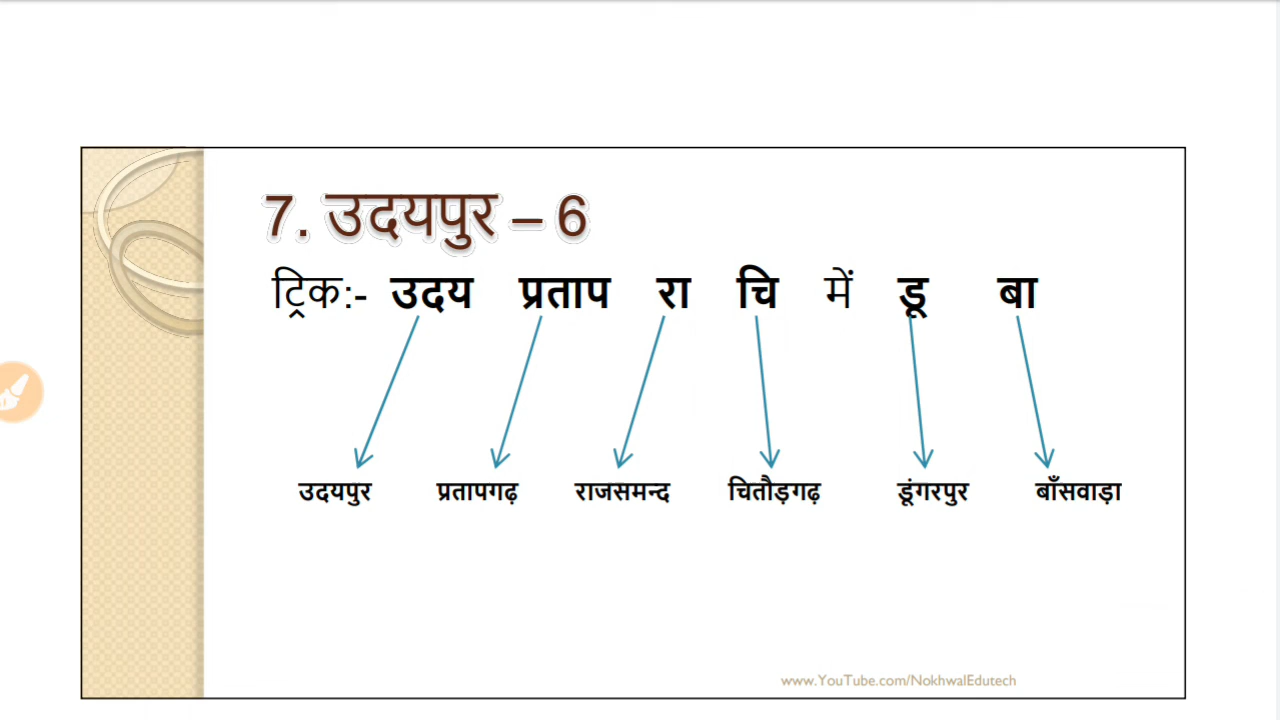 7. उदयपुर – 6
ट्रिक:- उदय प्रताप रा चि में डू बा
उदयपुर प्रतापगढ़ राजसमन्द चितौड़गढ़ डूंगरपुर बाँसवाड़ा
www.YouTube.com/NokhwalEdutech